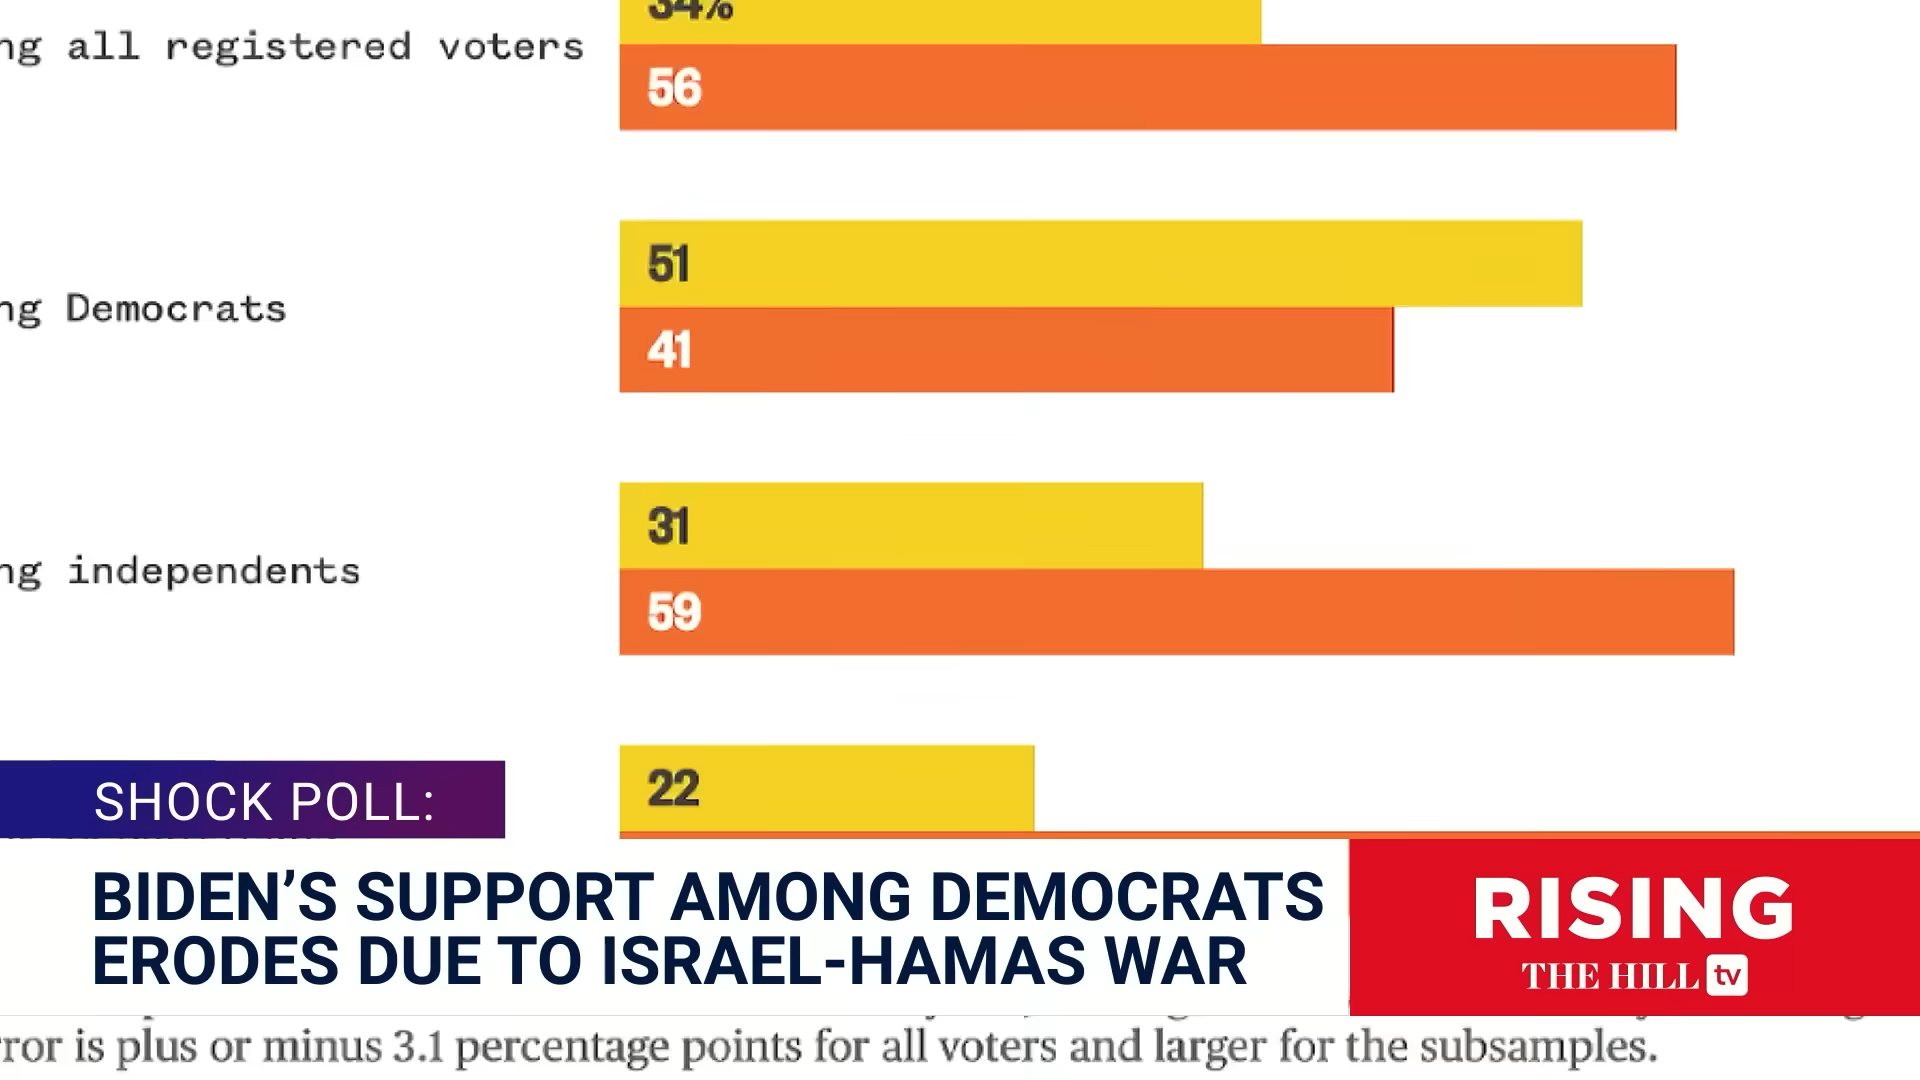 34%
ng all registered voters
56
51
ng Democrats
41
31
ng independents
59
22
SHOCK POLL:
BIDEN’S SUPPORT AMONG DEMOCRATS
ERODES DUE TO ISRAEL-HAMAS WAR
RISING
THE HILL tv
rror is plus or minus 3.1 percentage points for all voters and larger for the subsamples.